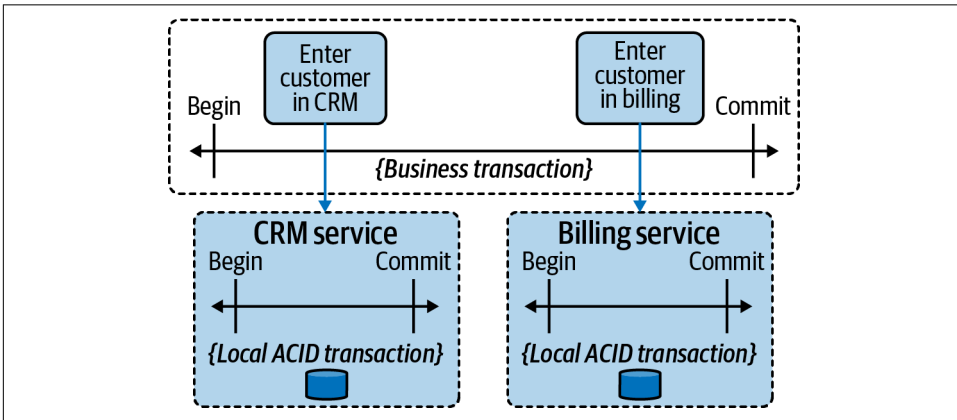 Enter
customer
in CRM
Enter
customer
in billing
Begin
Commit
{Business transaction}
CRM service
Begin
Commit
{Local ACID transaction}
Billing service
Begin
Commit
{Local ACID transaction}